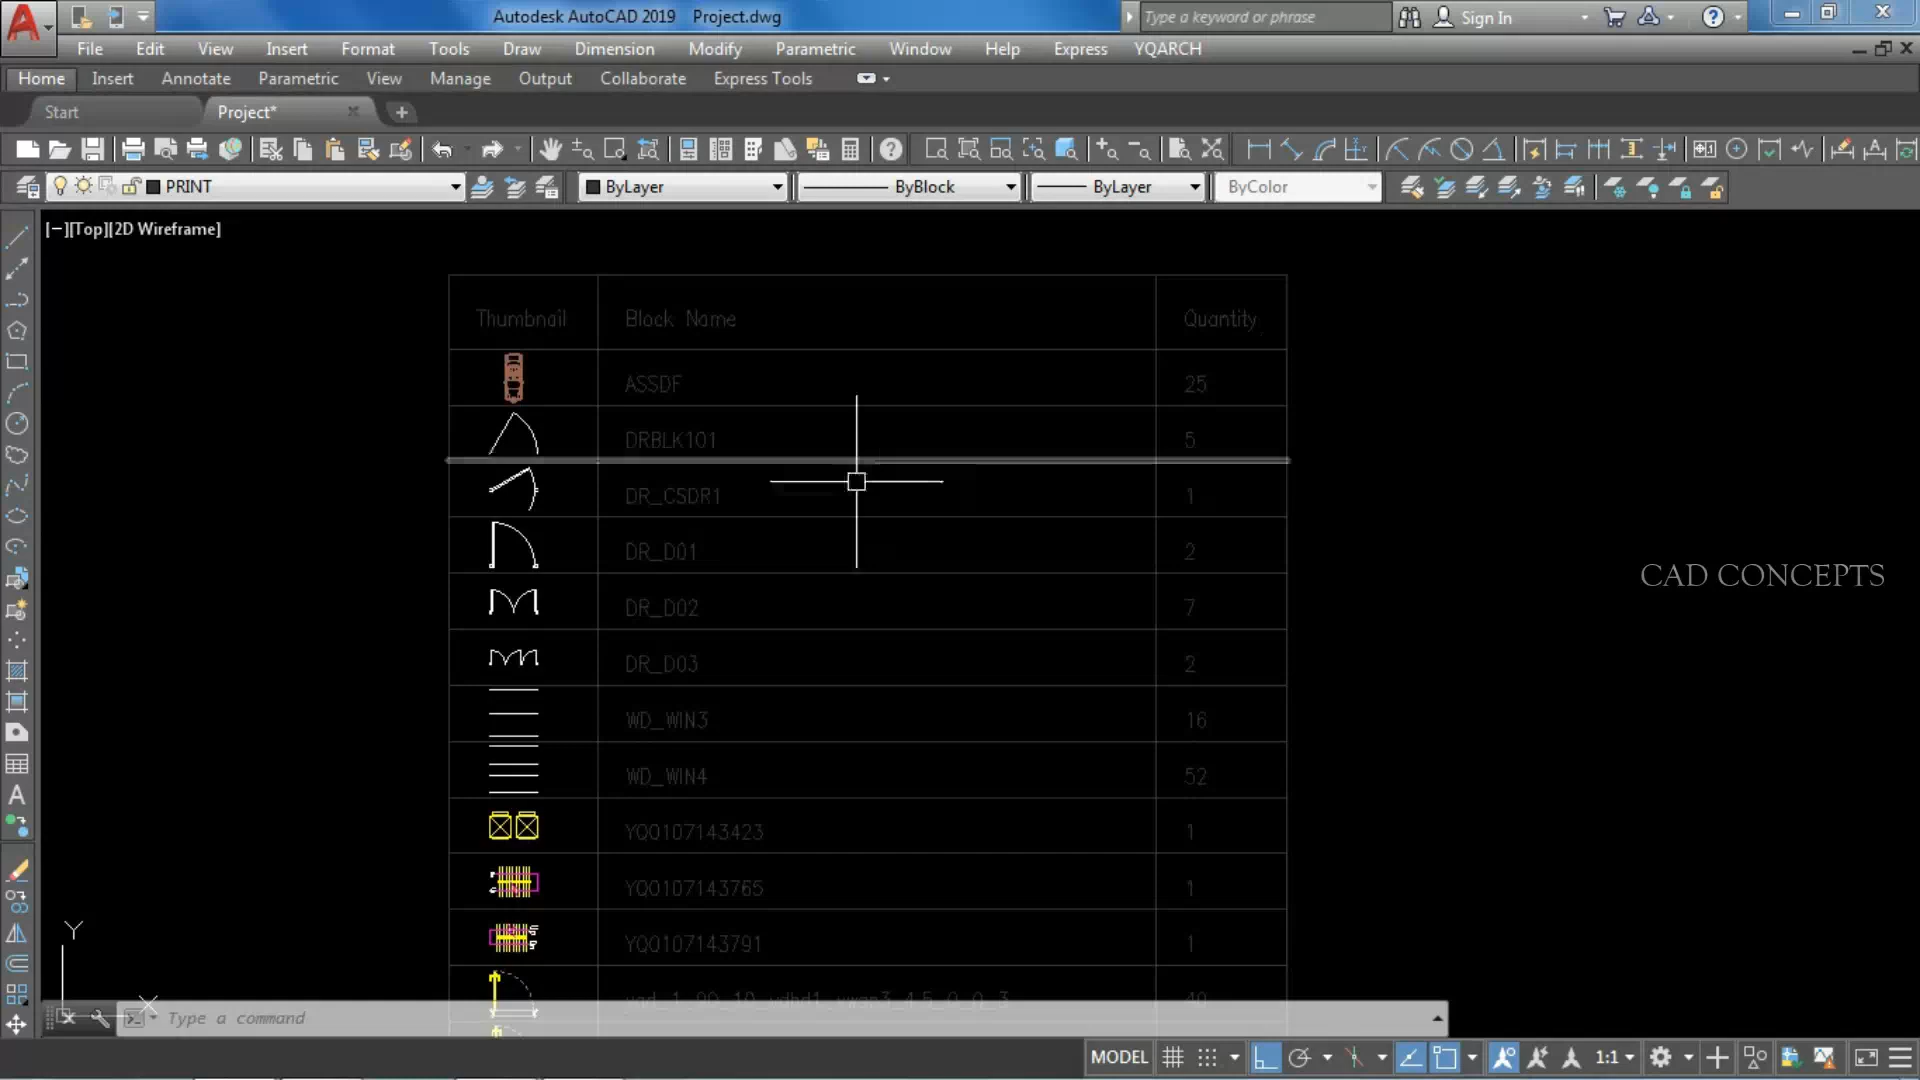 Autodesk AutoCAD 2019 Project.dwg
Type a keyword or phrase
Sign In
File Edit View Insert Format Tools Draw Dimension Modify Parametric Window Help Express YQARCH
Home Insert Annotate Parametric View Manage Output Collaborate Express Tools
Start Project*
PRINT ByLayer ByBlock ByLayer ByColor
[−][Top][2D Wireframe]
Thumbnail Block Name Quantity
ASSDF 25
DRBLK101 5
DR_CSDR1 1
DR_D01 2
DR_D02 7
DR_D03 2
WD_WIN3 16
WD_WIN4 52
YQ0107143423 1
YQ0107143765 1
YQ0107143791 1
CAD CONCEPTS
Y
X
Type a command
MODEL 1:1